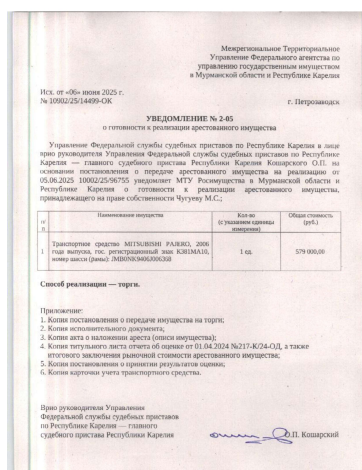 Межрегиональное Территориальное
Управление Федерального агентства по
управлению государственным имуществом
в Мурманской области и Республике Карелия
Исх. от «06» июня 2025 г.
№ 10902/25/14499-ОК
г. Петрозаводск
УВЕДОМЛЕНИЕ № 2-05
о готовности к реализации арестованного имущества
Управление Федеральной службы судебных приставов по Республике Карелия в лице
врио руководителя Управления Федеральной службы судебных приставов по Республике
Карелия — главного судебного пристава Республики Карелия Кошарского О.П. на
основании постановления о передаче арестованного имущества на реализацию от
05.06.2025 10002/25/96755 уведомляет МТУ Росимущества в Мурманской области и
Республике Карелия о готовности к реализации арестованного имущества,
принадлежащего на праве собственности Чугуеву М.С.;
п/п
Наименование имущества
Кол-во
(с указанием единицы
измерения)
Общая стоимость
(руб.)
1
Транспортное средство MITSUBISHI PAJERO, 2006
года выпуска, гос. регистрационный знак К381МА10,
номер шасси (рамы): JMB0NK9406J006368
1 ед.
579 000,00
Способ реализации — торги.
Приложение:
1. Копия постановления о передаче имущества на торги;
2. Копия исполнительного документа;
3. Копия акта о наложении ареста (описи имущества);
4. Копия титульного листа отчета об оценке от 01.04.2024 №217-К/24-ОД, а также
итогового заключения рыночной стоимости арестованного имущества;
5. Копия постановления о принятии результатов оценки;
6. Копия карточки учета транспортного средства.
Врио руководителя Управления
Федеральной службы судебных приставов
по Республике Карелия — главного
судебного пристава Республики Карелия
О.П. Кошарский